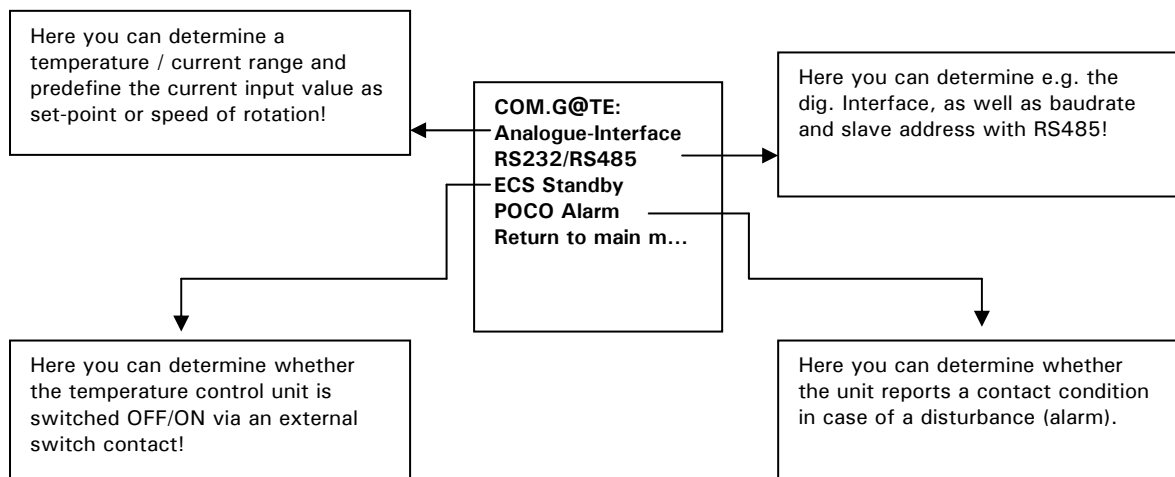 Here you can determine a
temperature / current range and
predefine the current input value as
set-point or speed of rotation!
COM.G@TE:
Analogue-Interface
RS232/RS485
ECS Standby
POCO Alarm
Return to main m...
Here you can determine e.g. the
dig. Interface, as well as baudrate
and slave address with RS485!
Here you can determine whether
the temperature control unit is
switched OFF/ON via an external
switch contact!
Here you can determine whether
the unit reports a contact condition
in case of a disturbance (alarm).